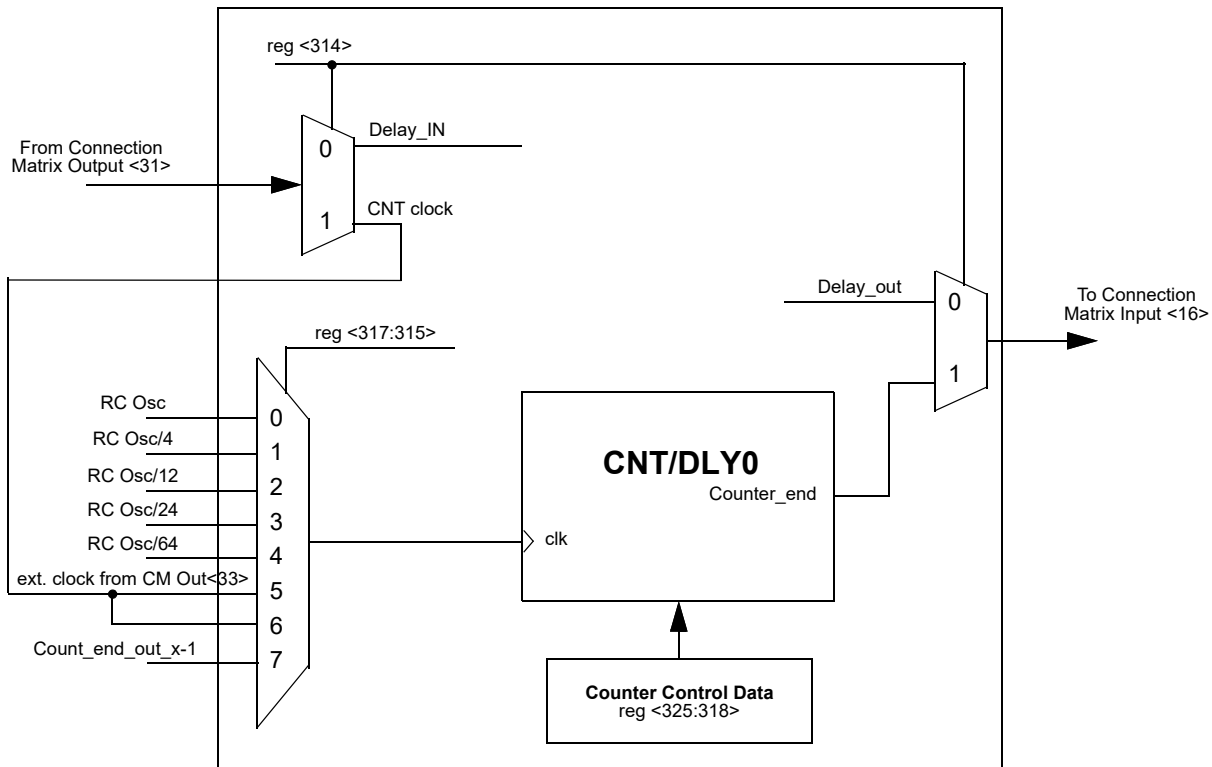 reg <314>
Delay_IN
From Connection
Matrix Output <31>
0
1
CNT clock
Delay_out
0
1
To Connection
Matrix Input <16>
reg <317:315>
RC Osc
0
RC Osc/4
1
RC Osc/12
2
RC Osc/24
3
RC Osc/64
4
ext. clock from CM Out<33>
5
6
Count_end_out_x-1
7
CNT/DLY0
Counter_end
clk
Counter Control Data
reg <325:318>